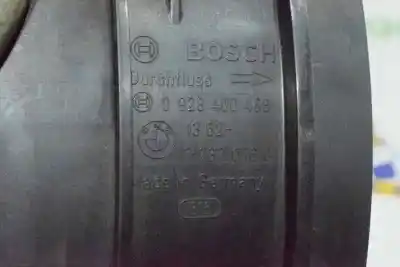 BOSCH
Durchfluss
0 928 400 468
13 62-
Made in Germany